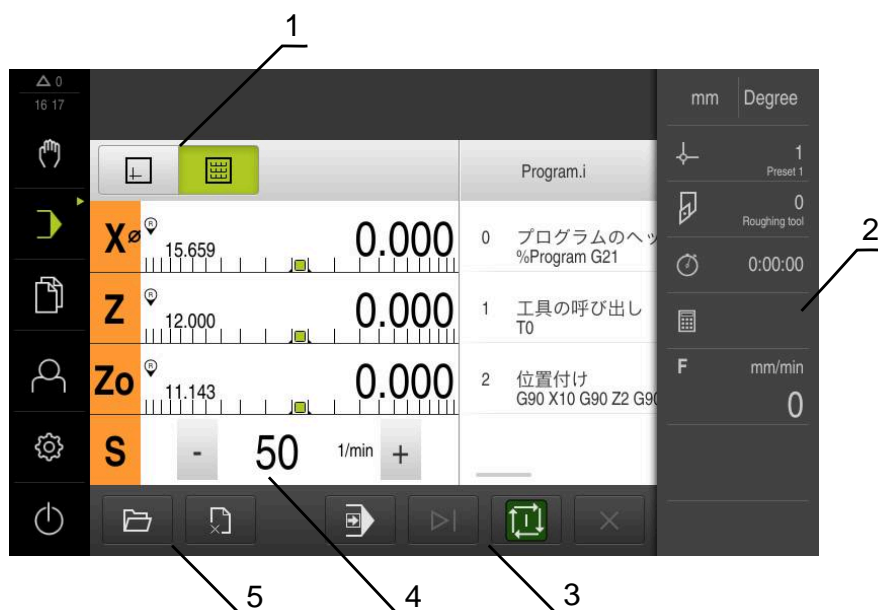 1
0
16 17
mm Degree
1
Preset 1
0
Roughing tool
0:00:00
F mm/min
0
2
Program.i
X⌀ R 15.659 0.000
Z R 12.000 0.000
Zo R 11.143 0.000
S - 50 1/min +
0 プログラムのヘッ
%Program G21
1 工具の呼び出し
T0
2 位置付け
G90 X10 G90 Z2 G90
5
4
3